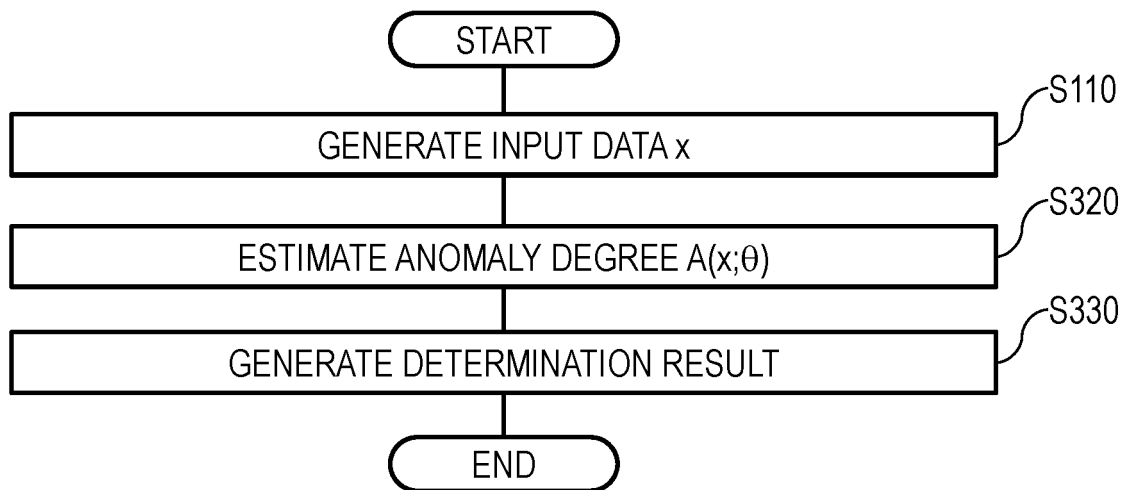 START
S110
GENERATE INPUT DATA x
S320
ESTIMATE ANOMALY DEGREE A(x;θ)
S330
GENERATE DETERMINATION RESULT
END